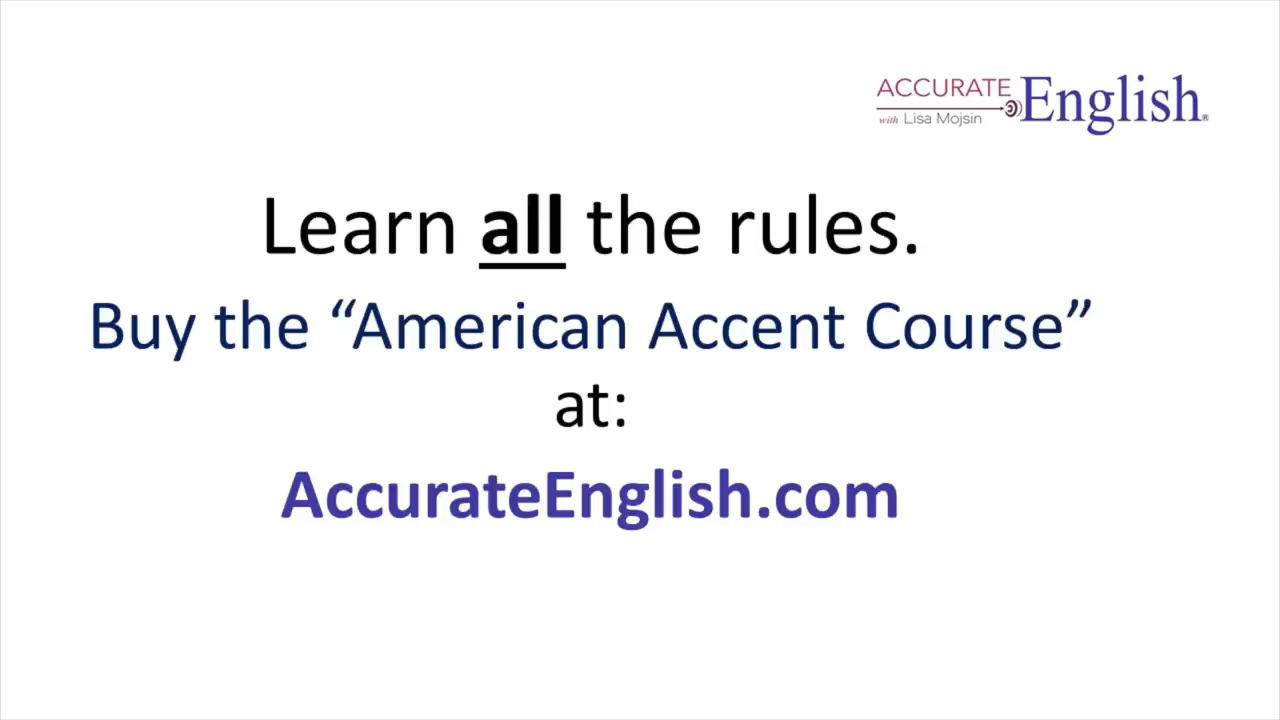 ACCURATE English®
with Lisa Mojsin
Learn all the rules.
Buy the “American Accent Course”
at:
AccurateEnglish.com